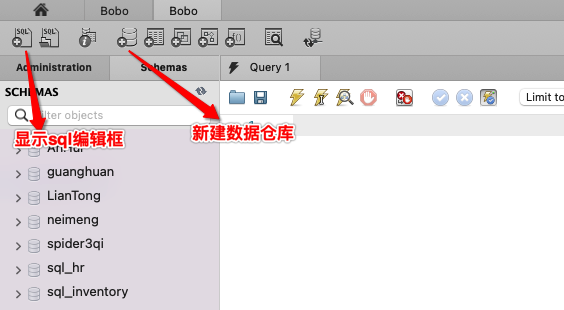 Bobo
Bobo
SQL
SQL
Administration
Schemas
Query 1
SCHEMAS
Limit to
filter objects
显示sql编辑框
新建数据仓库
guanghuan
LianTong
neimeng
spider3qi
sql_hr
sql_inventory